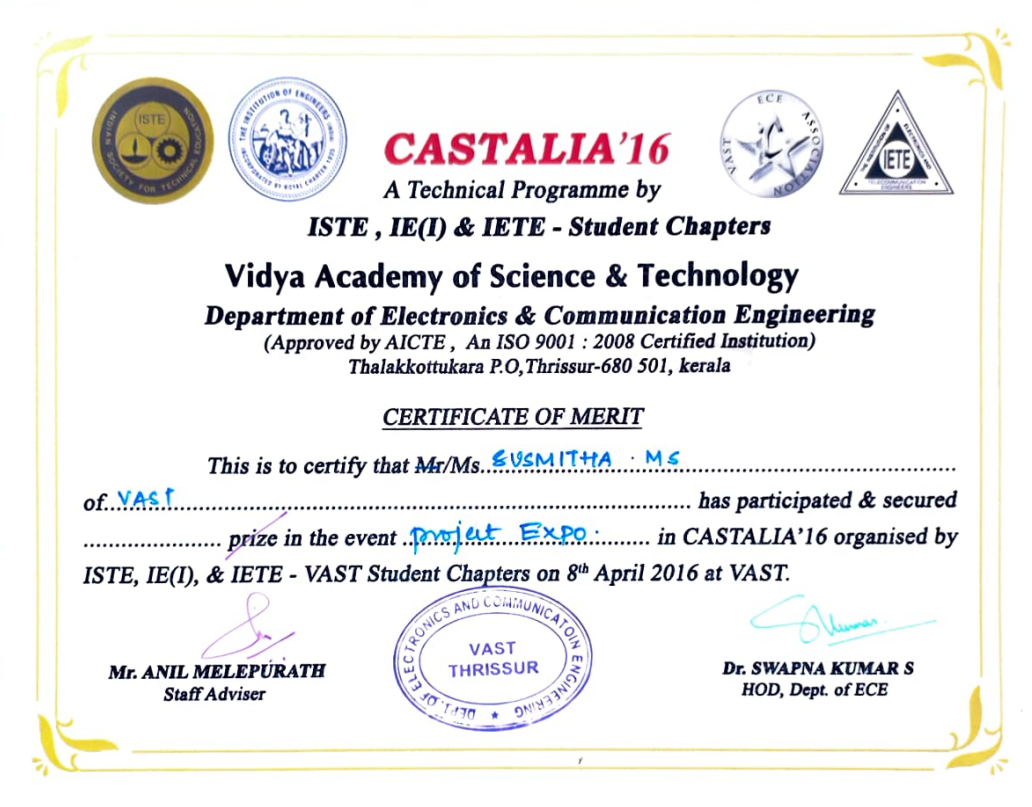 INDIAN SOCIETY FOR TECHNICAL EDUCATION
ISTE
THE INSTITUTION OF ENGINEERS (INDIA)
INCORPORATED BY ROYAL CHARTER 1935
CASTALIA'16
ECE ASSOCIATION VAST
THE INSTITUTION OF ELECTRONICS AND
IETE
TELECOMMUNICATION
ENGINEERS
A Technical Programme by
ISTE , IE(I) & IETE - Student Chapters
Vidya Academy of Science & Technology
Department of Electronics & Communication Engineering
(Approved by AICTE , An ISO 9001 : 2008 Certified Institution)
Thalakkottukara P.O,Thrissur-680 501, kerala
CERTIFICATE OF MERIT
This is to certify that Mr/Ms. SUSMITHA . MS
of VAST has participated & secured
prize in the event project Expo. in CASTALIA'16 organised by
ISTE, IE(I), & IETE - VAST Student Chapters on 8th April 2016 at VAST.
DEPT. OF ELECTRONICS AND COMMUNICATOIN ENGINEERING
VAST
THRISSUR
Mr. ANIL MELEPURATH
Staff Adviser
Dr. SWAPNA KUMAR S
HOD, Dept. of ECE